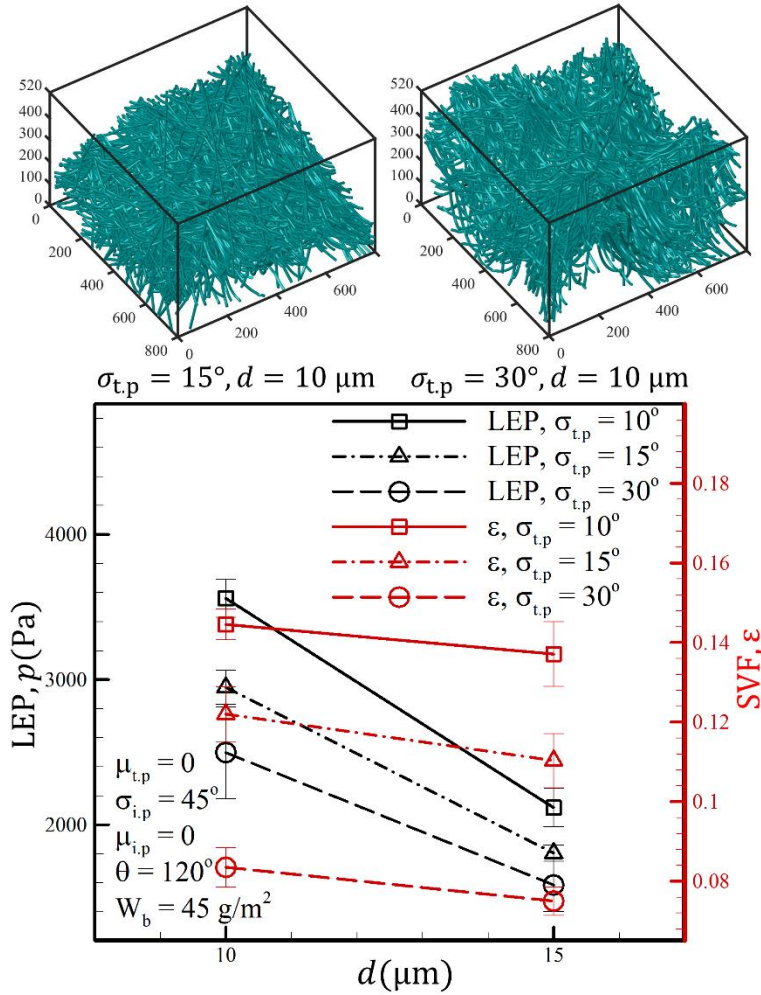 520
400
300
200
100
0
0
200
400
600
800
0
200
400
600
520
400
300
200
100
0
0
200
400
600
800
0
200
400
600
σt.p = 15°, d = 10 μm
σt.p = 30°, d = 10 μm
LEP, σt.p = 10°
LEP, σt.p = 15°
LEP, σt.p = 30°
ε, σt.p = 10°
ε, σt.p = 15°
ε, σt.p = 30°
4000
3000
2000
LEP, p(Pa)
0.18
0.16
0.14
0.12
0.1
0.08
SVF, ε
μt.p = 0
σi.p = 45°
μi.p = 0
θ = 120°
Wb = 45 g/m²
10
15
d(μm)